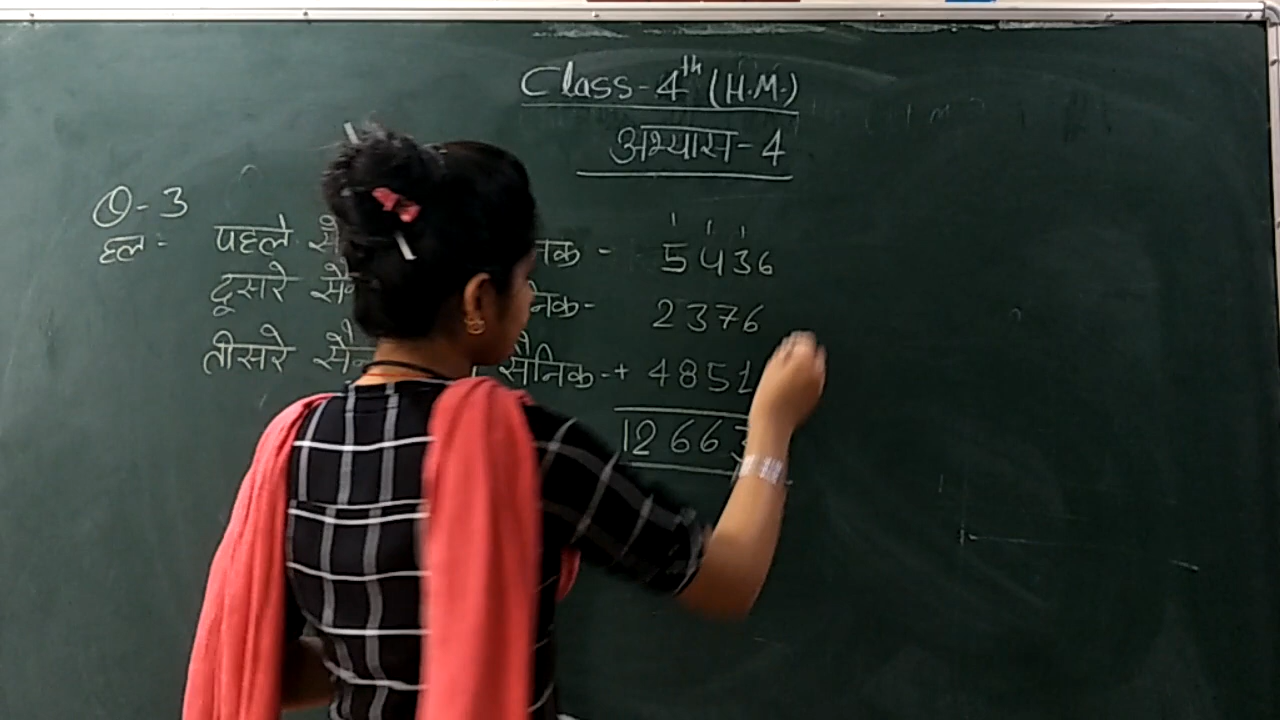 Class-4th (H.M.)
अभ्यास-4
Q-3
हल:- पहले नक - 5436
दूसरे निक- 2376
तीसरे सैनिक-+ 4851
12663